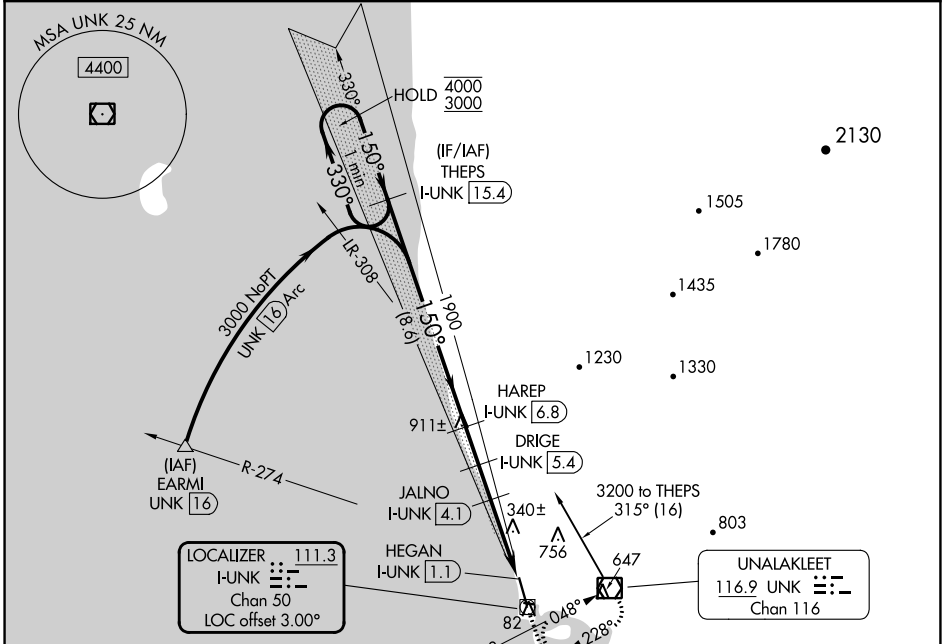 MSA UNK 25 NM
4400
330°
HOLD 4000
3000
150°
1 min
330°
(IF/IAF)
THEPS
I-UNK 15.4
2130
1505
1780
1435
1230
1330
LR-308
3000 NoPT
UNK 16 Arc
(8.6)
150°
1900
HAREP
I-UNK 6.8
911±
DRIGE
I-UNK 5.4
(IAF)
EARMI
UNK 16
R-274
JALNO
I-UNK 4.1
340±
756
3200 to THEPS
315° (16)
803
HEGAN
I-UNK 1.1
647
LOCALIZER 111.3
I-UNK
Chan 50
LOC offset 3.00°
UNALAKLEET
116.9 UNK
Chan 116
82
048°
228°